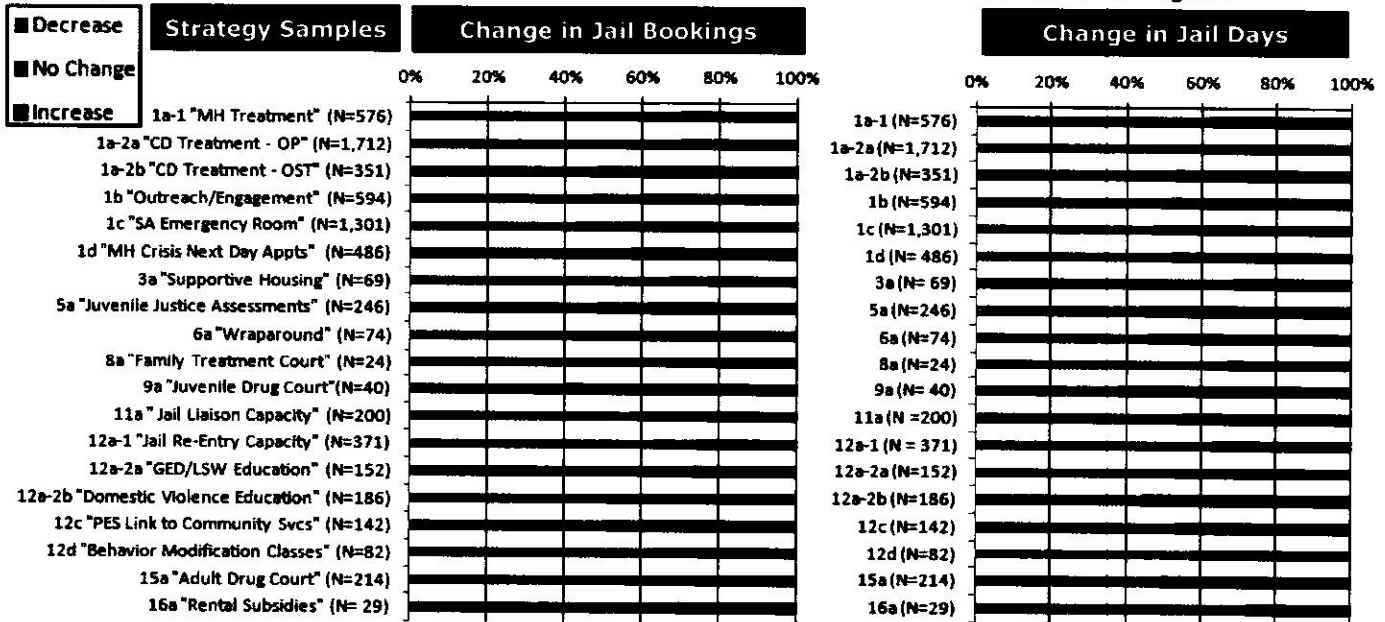 Decrease
No Change
Increase
Strategy Samples
Change in Jail Bookings
0% 20% 40% 60% 80% 100%
1a-1 "MH Treatment" (N=576)
1a-2a "CD Treatment - OP" (N=1,712)
1a-2b "CD Treatment - OST" (N=351)
1b "Outreach/Engagement" (N=594)
1c "SA Emergency Room" (N=1,301)
1d "MH Crisis Next Day Appts" (N=486)
3a "Supportive Housing" (N=69)
5a "Juvenile Justice Assessments" (N=246)
6a "Wraparound" (N=74)
8a "Family Treatment Court" (N=24)
9a "Juvenile Drug Court"(N=40)
11a " Jail Liaison Capacity" (N=200)
12a-1 "Jail Re-Entry Capacity" (N=371)
12a-2a "GED/LSW Education" (N=152)
12a-2b "Domestic Violence Education" (N=186)
12c "PES Link to Community Svcs" (N=142)
12d "Behavior Modification Classes" (N=82)
15a "Adult Drug Court" (N=214)
16a "Rental Subsidies" (N= 29)
Change in Jail Days
0% 20% 40% 60% 80% 100%
1a-1 (N=576)
1a-2a (N=1,712)
1a-2b (N=351)
1b (N=594)
1c (N=1,301)
1d (N= 486)
3a (N= 69)
5a (N=246)
6a (N=74)
8a (N=24)
9a (N= 40)
11a (N =200)
12a-1 (N = 371)
12a-2a (N=152)
12a-2b (N=186)
12c (N=142)
12d (N=82)
15a (N=214)
16a (N=29)